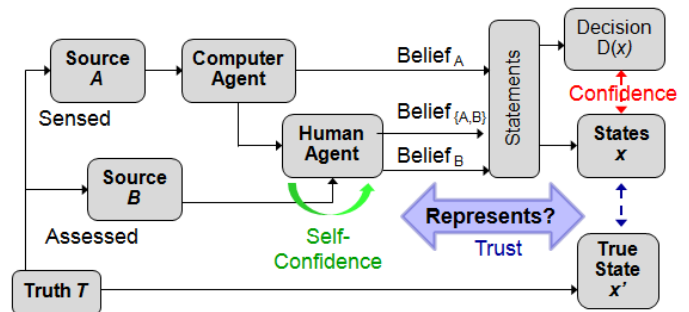 Source
A
Sensed
Computer
Agent
Belief A
Statements
Decision
D(x)
Confidence
Human
Agent
Belief {A,B}
Belief B
States
x
Source
B
Assessed
Self-
Confidence
Represents?
Trust
True
State
x'
Truth T